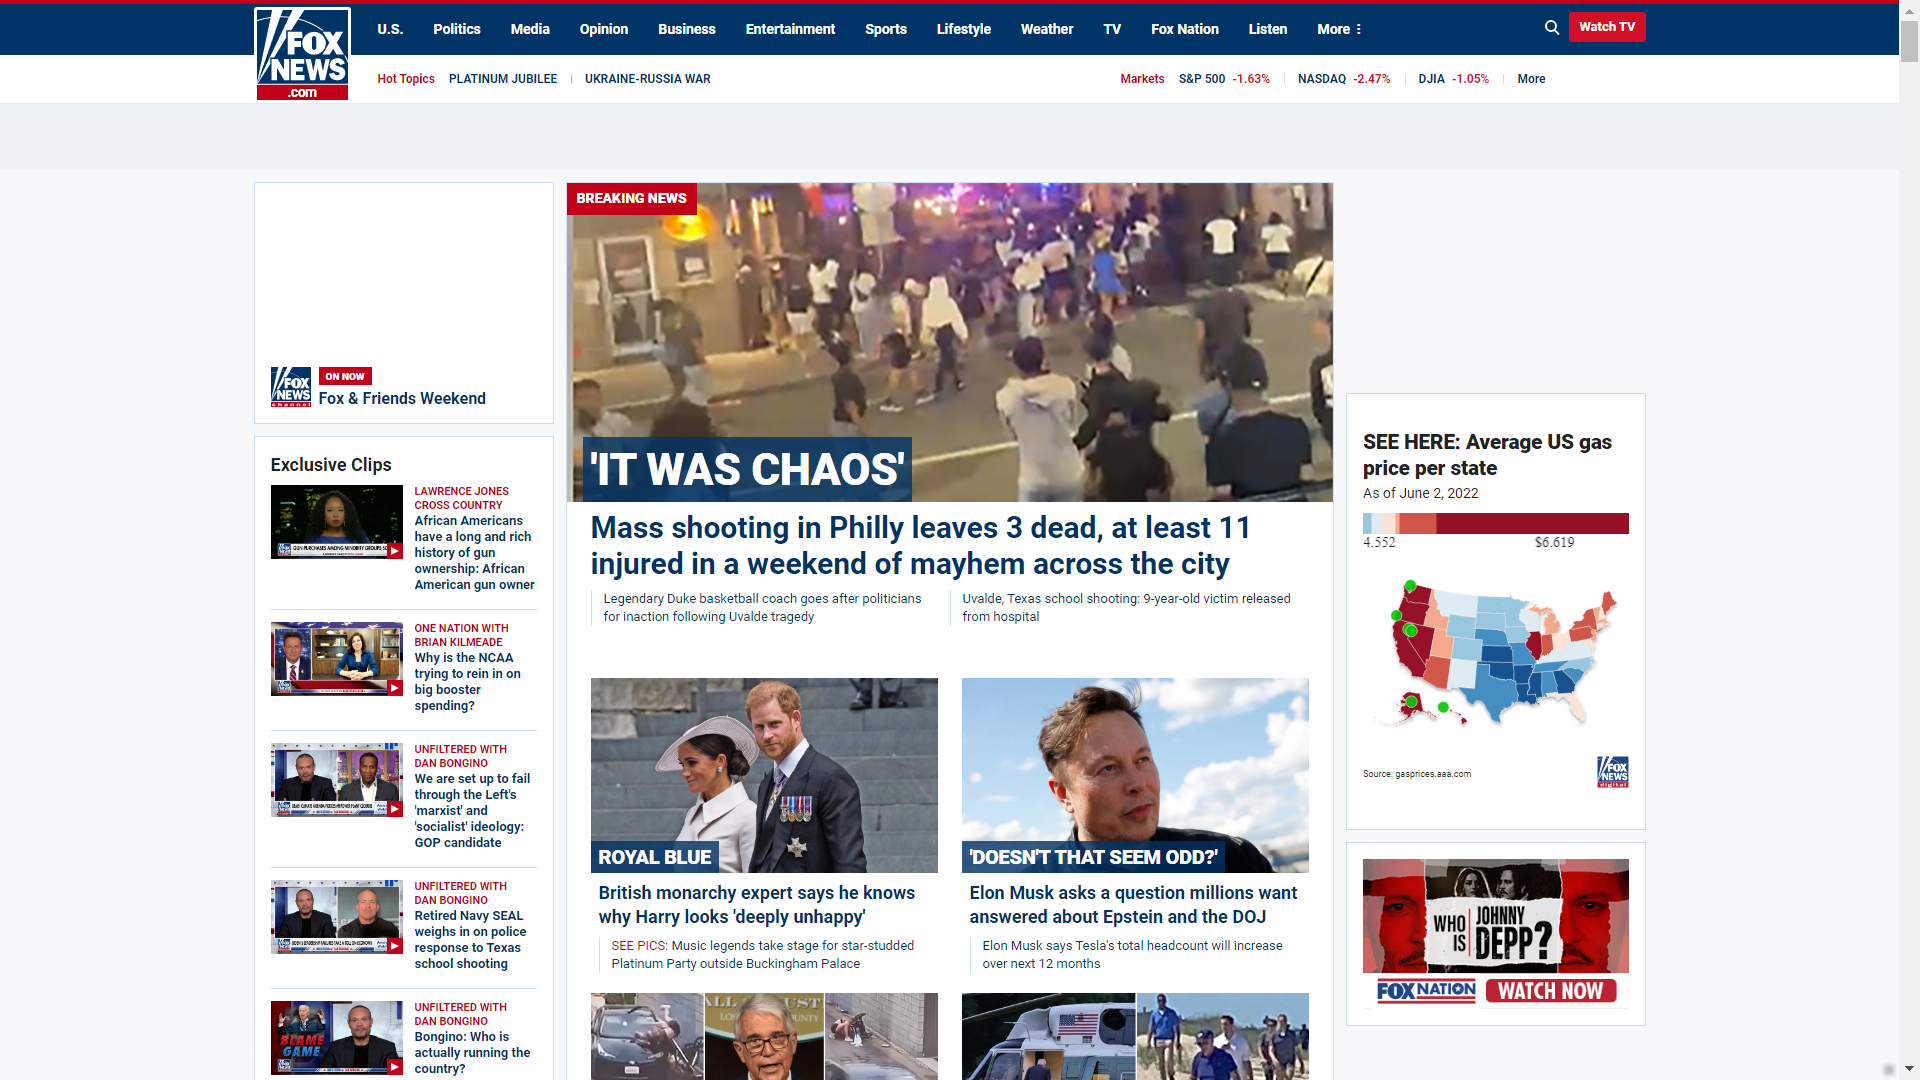 FOX
NEWS
.com
U.S. Politics Media Opinion Business Entertainment Sports Lifestyle Weather TV Fox Nation Listen More
Watch TV
Hot Topics PLATINUM JUBILEE UKRAINE-RUSSIA WAR
Markets S&P 500 -1.63% NASDAQ -2.47% DJIA -1.05% More
FOX
NEWS
channel
ON NOW
Fox & Friends Weekend
Exclusive Clips
LAWRENCE JONES
CROSS COUNTRY
African Americans
have a long and rich
history of gun
ownership: African
American gun owner
GUN PURCHASES AMONG MINORITY GROUPS
ONE NATION WITH
BRIAN KILMEADE
Why is the NCAA
trying to rein in on
big booster
spending?
UNFILTERED WITH
DAN BONGINO
We are set up to fail
through the Left's
'marxist' and
'socialist' ideology:
GOP candidate
UNFILTERED WITH
DAN BONGINO
Retired Navy SEAL
weighs in on police
response to Texas
school shooting
BLAME
GAME
UNFILTERED WITH
DAN BONGINO
Bongino: Who is
actually running the
country?
BREAKING NEWS
'IT WAS CHAOS'
Mass shooting in Philly leaves 3 dead, at least 11
injured in a weekend of mayhem across the city
Legendary Duke basketball coach goes after politicians
for inaction following Uvalde tragedy
Uvalde, Texas school shooting: 9-year-old victim released
from hospital
ROYAL BLUE
British monarchy expert says he knows
why Harry looks 'deeply unhappy'
SEE PICS: Music legends take stage for star-studded
Platinum Party outside Buckingham Palace
'DOESN'T THAT SEEM ODD?'
Elon Musk asks a question millions want
answered about Epstein and the DOJ
Elon Musk says Tesla's total headcount will increase
over next 12 months
SEE HERE: Average US gas
price per state
As of June 2, 2022
4.552 $6.619
Source: gasprices.aaa.com
FOX
NEWS
digital
WHO
IS
JOHNNY
DEPP?
FOX NATION WATCH NOW